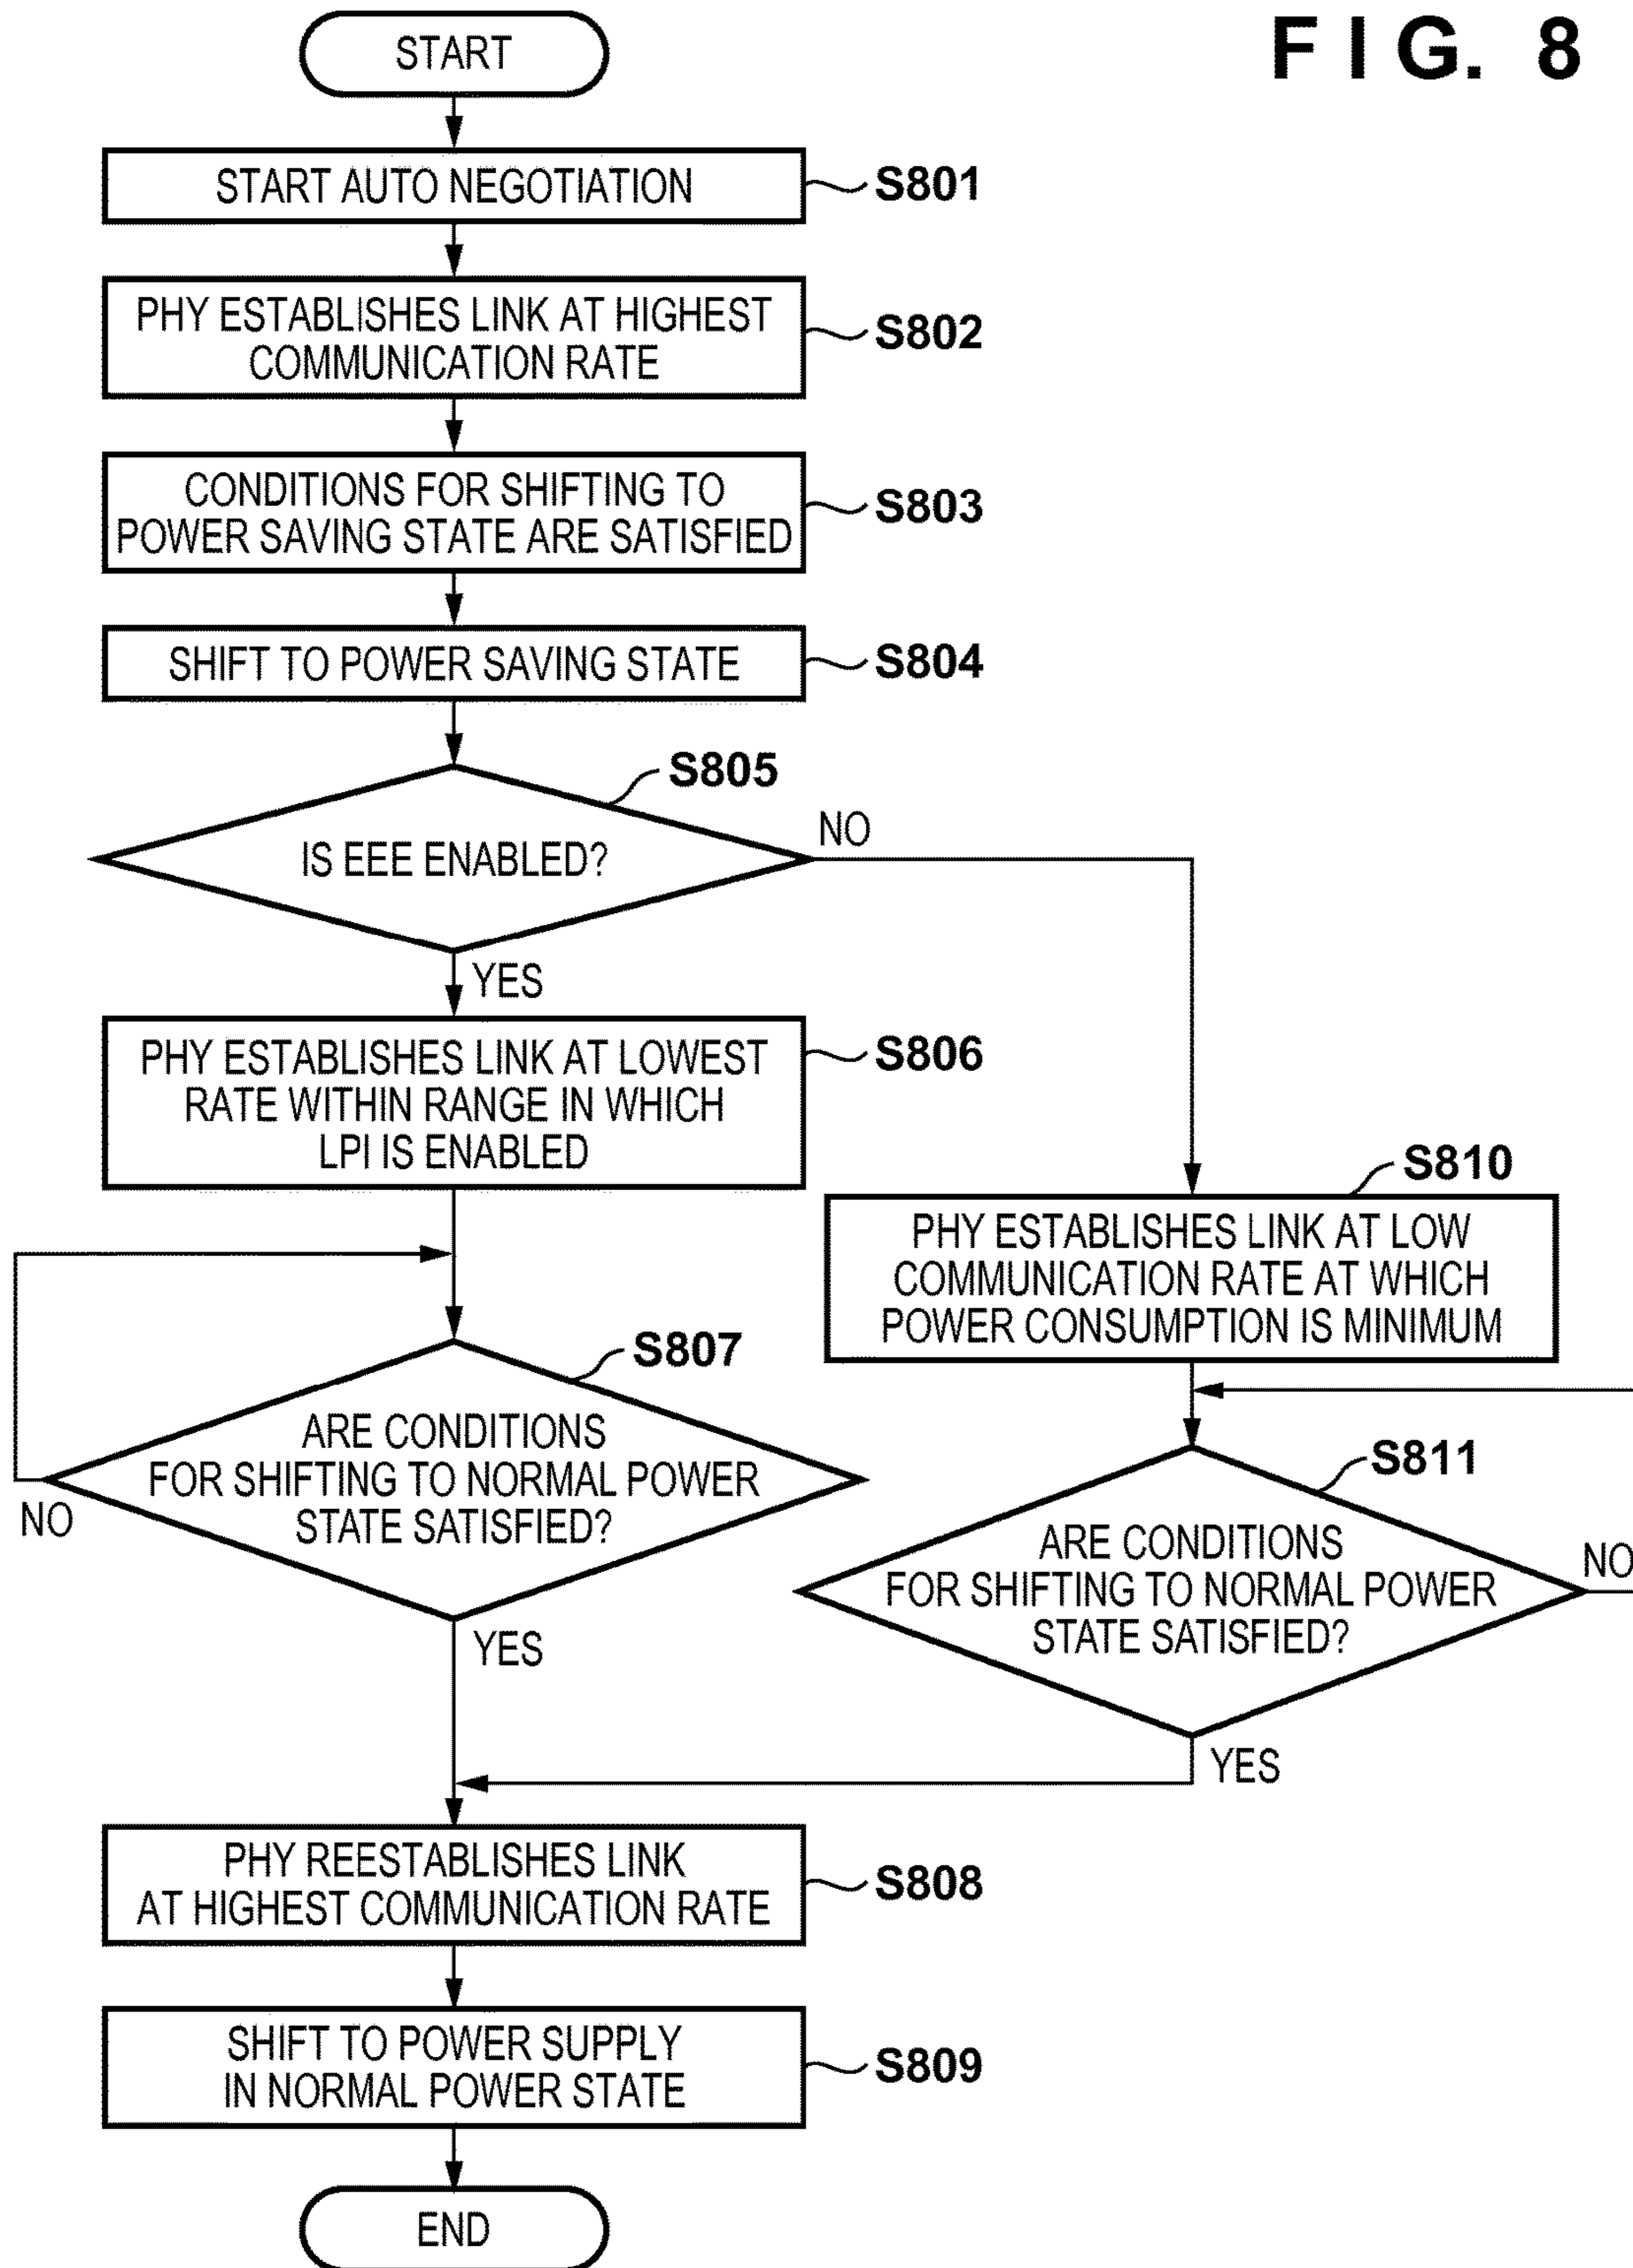 FIG. 8
START
START AUTO NEGOTIATION
S801
PHY ESTABLISHES LINK AT HIGHEST
COMMUNICATION RATE
S802
CONDITIONS FOR SHIFTING TO
POWER SAVING STATE ARE SATISFIED
S803
SHIFT TO POWER SAVING STATE
S804
S805
IS EEE ENABLED?
NO
YES
PHY ESTABLISHES LINK AT LOWEST
RATE WITHIN RANGE IN WHICH
LPI IS ENABLED
S806
S810
PHY ESTABLISHES LINK AT LOW
COMMUNICATION RATE AT WHICH
POWER CONSUMPTION IS MINIMUM
S807
ARE CONDITIONS
FOR SHIFTING TO NORMAL POWER
STATE SATISFIED?
NO
YES
S811
ARE CONDITIONS
FOR SHIFTING TO NORMAL POWER
STATE SATISFIED?
NO
YES
PHY REESTABLISHES LINK
AT HIGHEST COMMUNICATION RATE
S808
SHIFT TO POWER SUPPLY
IN NORMAL POWER STATE
S809
END